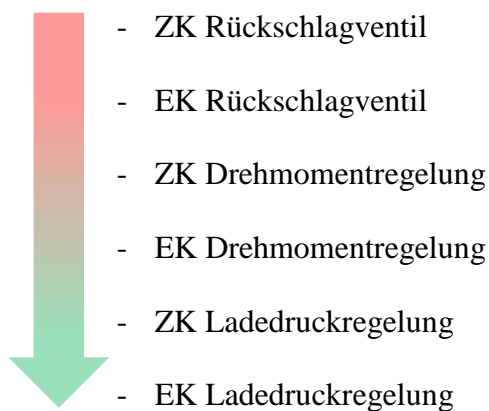 - ZK Rückschlagventil
- EK Rückschlagventil
- ZK Drehmomentregelung
- EK Drehmomentregelung
- ZK Ladedruckregelung
- EK Ladedruckregelung